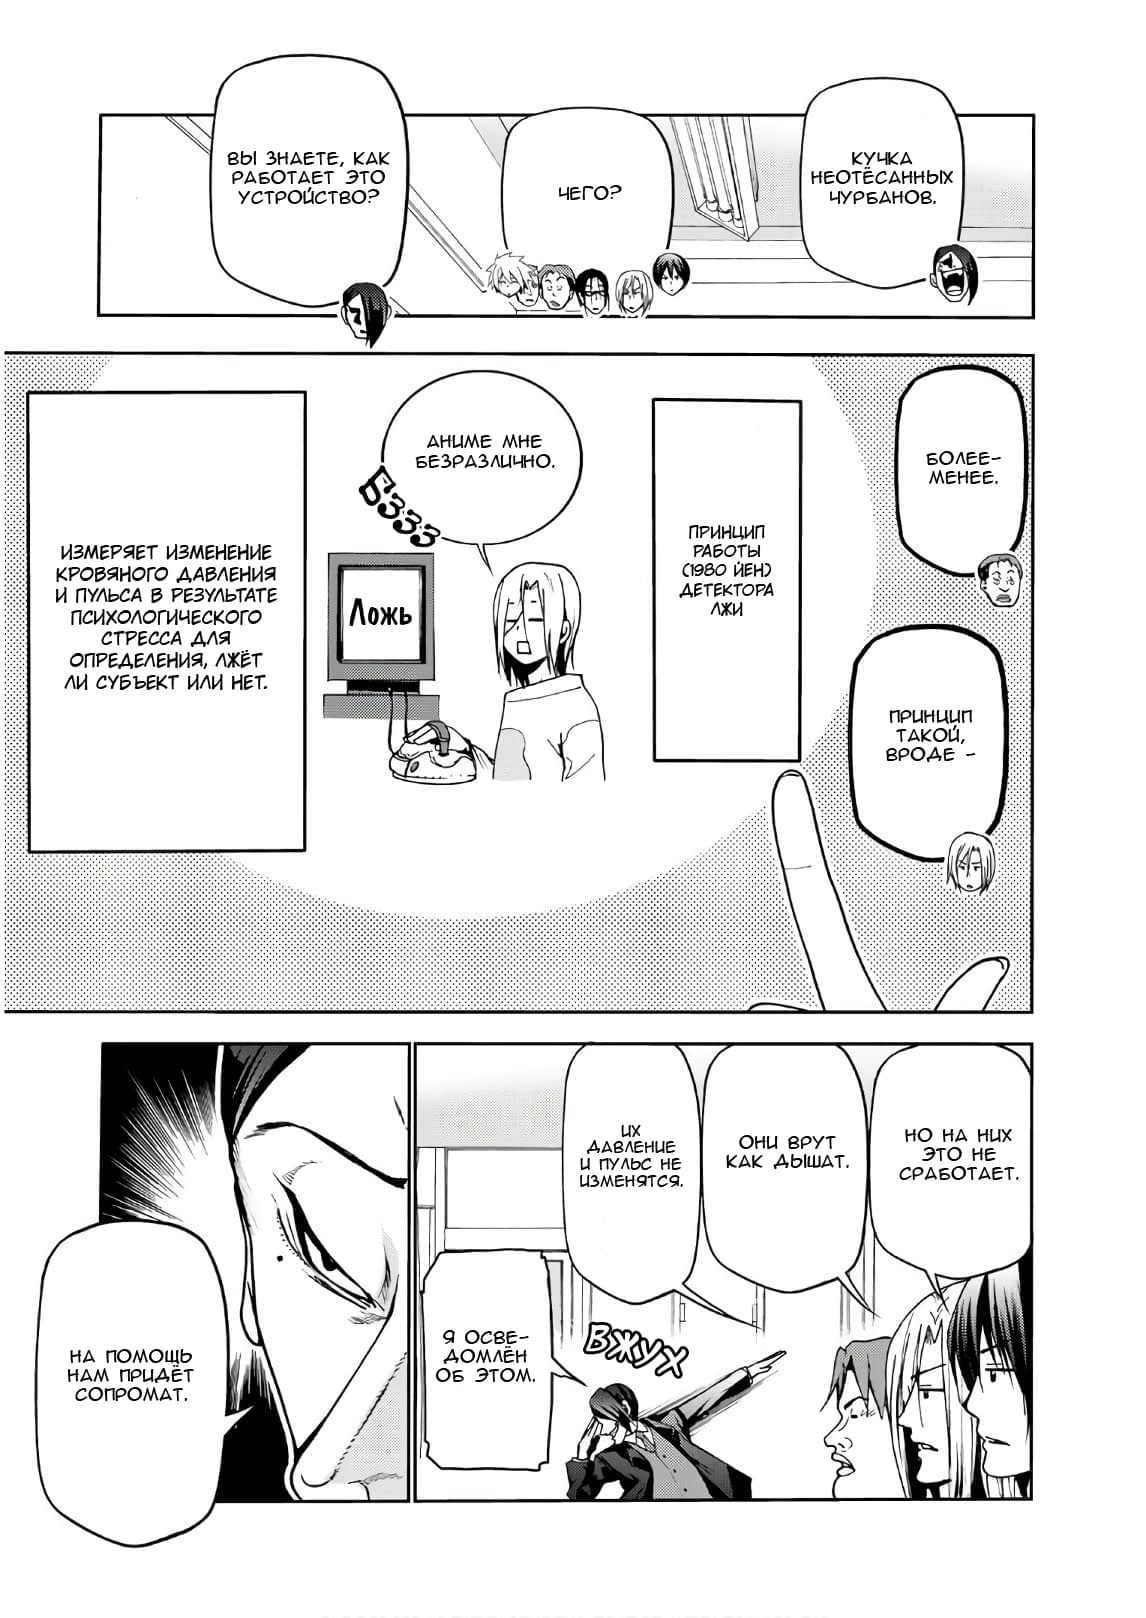 КУЧКА
НЕОТЁСАННЫХ
ЧУРБАНОВ.
ЧЕГО?
ВЫ ЗНАЕТЕ, КАК
РАБОТАЕТ ЭТО
УСТРОЙСТВО?
БОЛЕЕ-
МЕНЕЕ.
ПРИНЦИП
ТАКОЙ,
ВРОДЕ -
ПРИНЦИП
РАБОТЫ
(1980 ЙЕН)
ДЕТЕКТОРА
ЛЖИ
АНИМЕ МНЕ
БЕЗРАЗЛИЧНО.
БЗЗЗ
Ложь
ИЗМЕРЯЕТ ИЗМЕНЕНИЕ
КРОВЯНОГО ДАВЛЕНИЯ
И ПУЛЬСА В РЕЗУЛЬТАТЕ
ПСИХОЛОГИЧЕСКОГО
СТРЕССА ДЛЯ
ОПРЕДЕЛЕНИЯ, ЛЖЁТ
ЛИ СУБЪЕКТ ИЛИ НЕТ.
НО НА НИХ
ЭТО НЕ
СРАБОТАЕТ.
ОНИ ВРУТ
КАК ДЫШАТ.
ИХ
ДАВЛЕНИЕ
И ПУЛЬС НЕ
ИЗМЕНЯТСЯ.
Я ОСВЕ-
ДОМЛЁН
ОБ ЭТОМ.
ВЖУХ
НА ПОМОЩЬ
НАМ ПРИДЁТ
СОПРОМАТ.